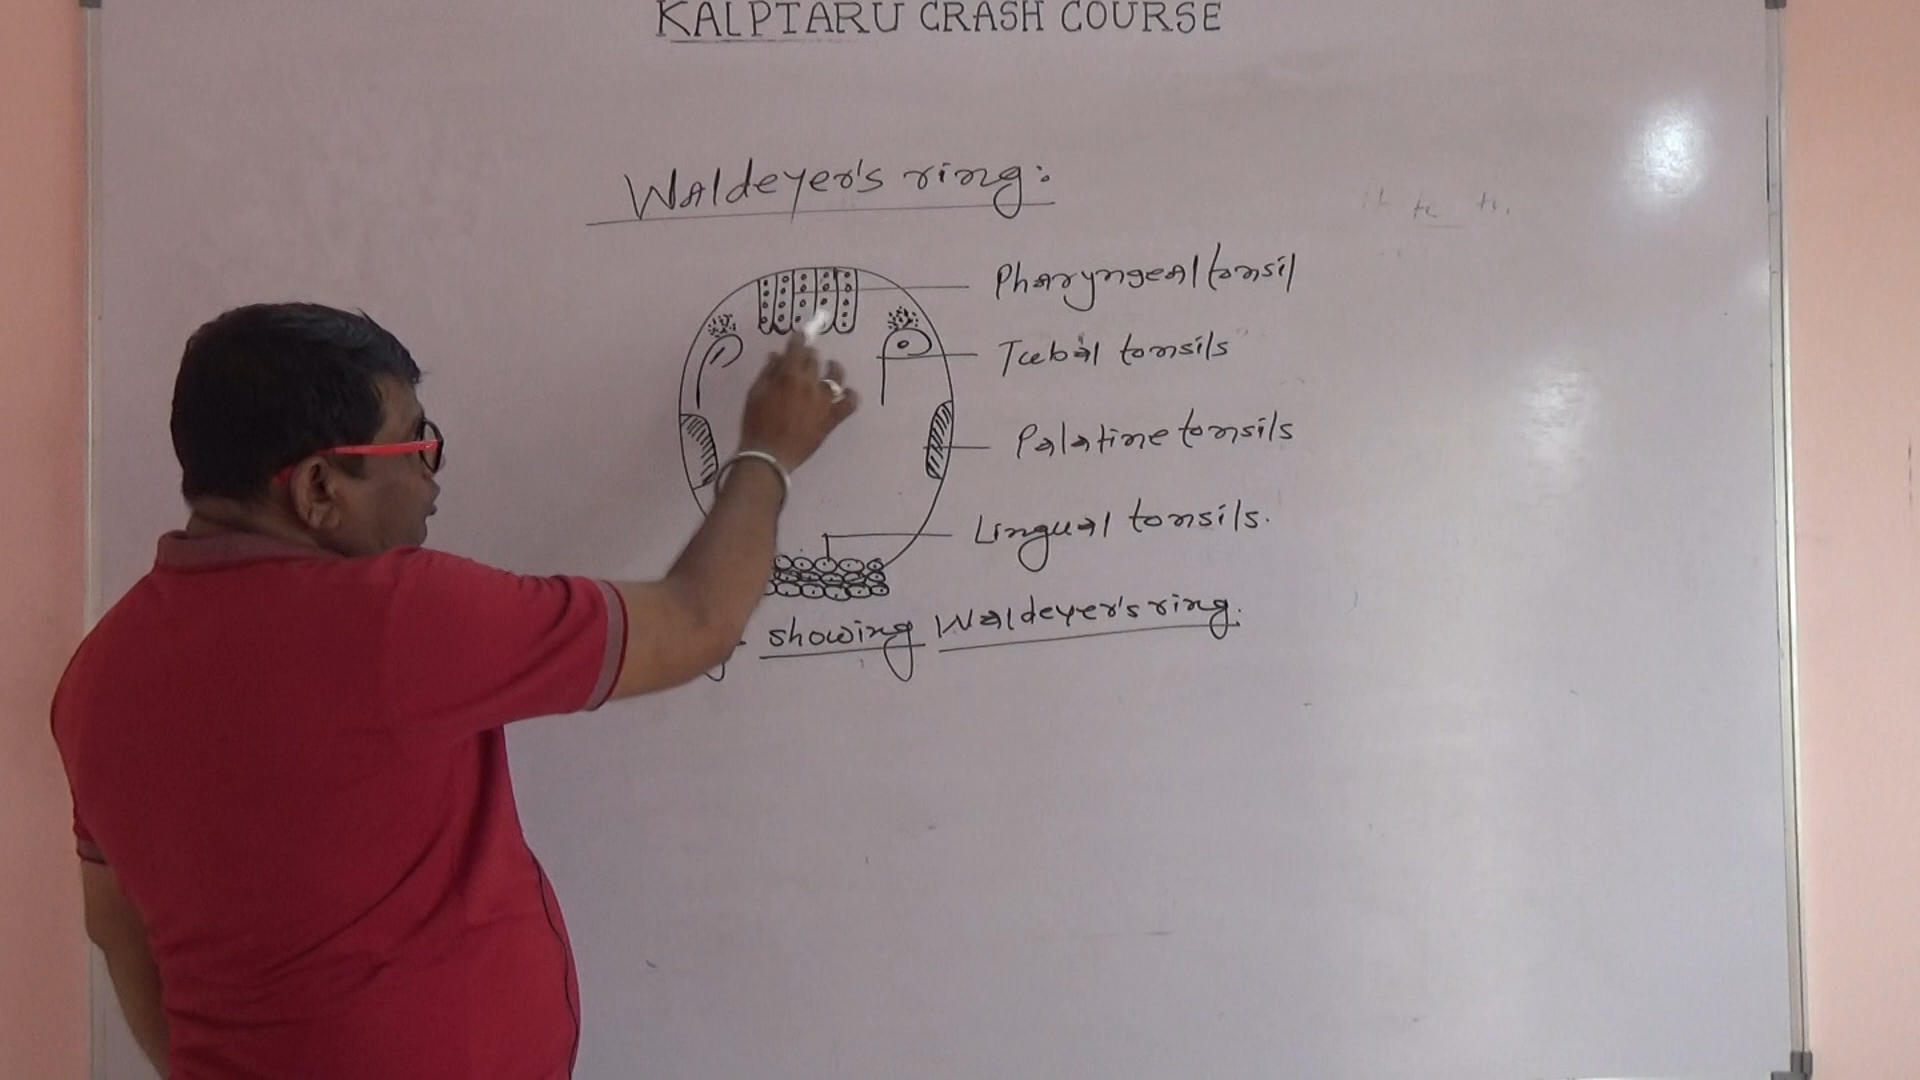 KALPTARU CRASH COURSE
Waldeyer's ring:
Pharyngeal tonsil
Tubal tonsils
Palatine tonsils
Lingual tonsils.
showing Waldeyer's ring.